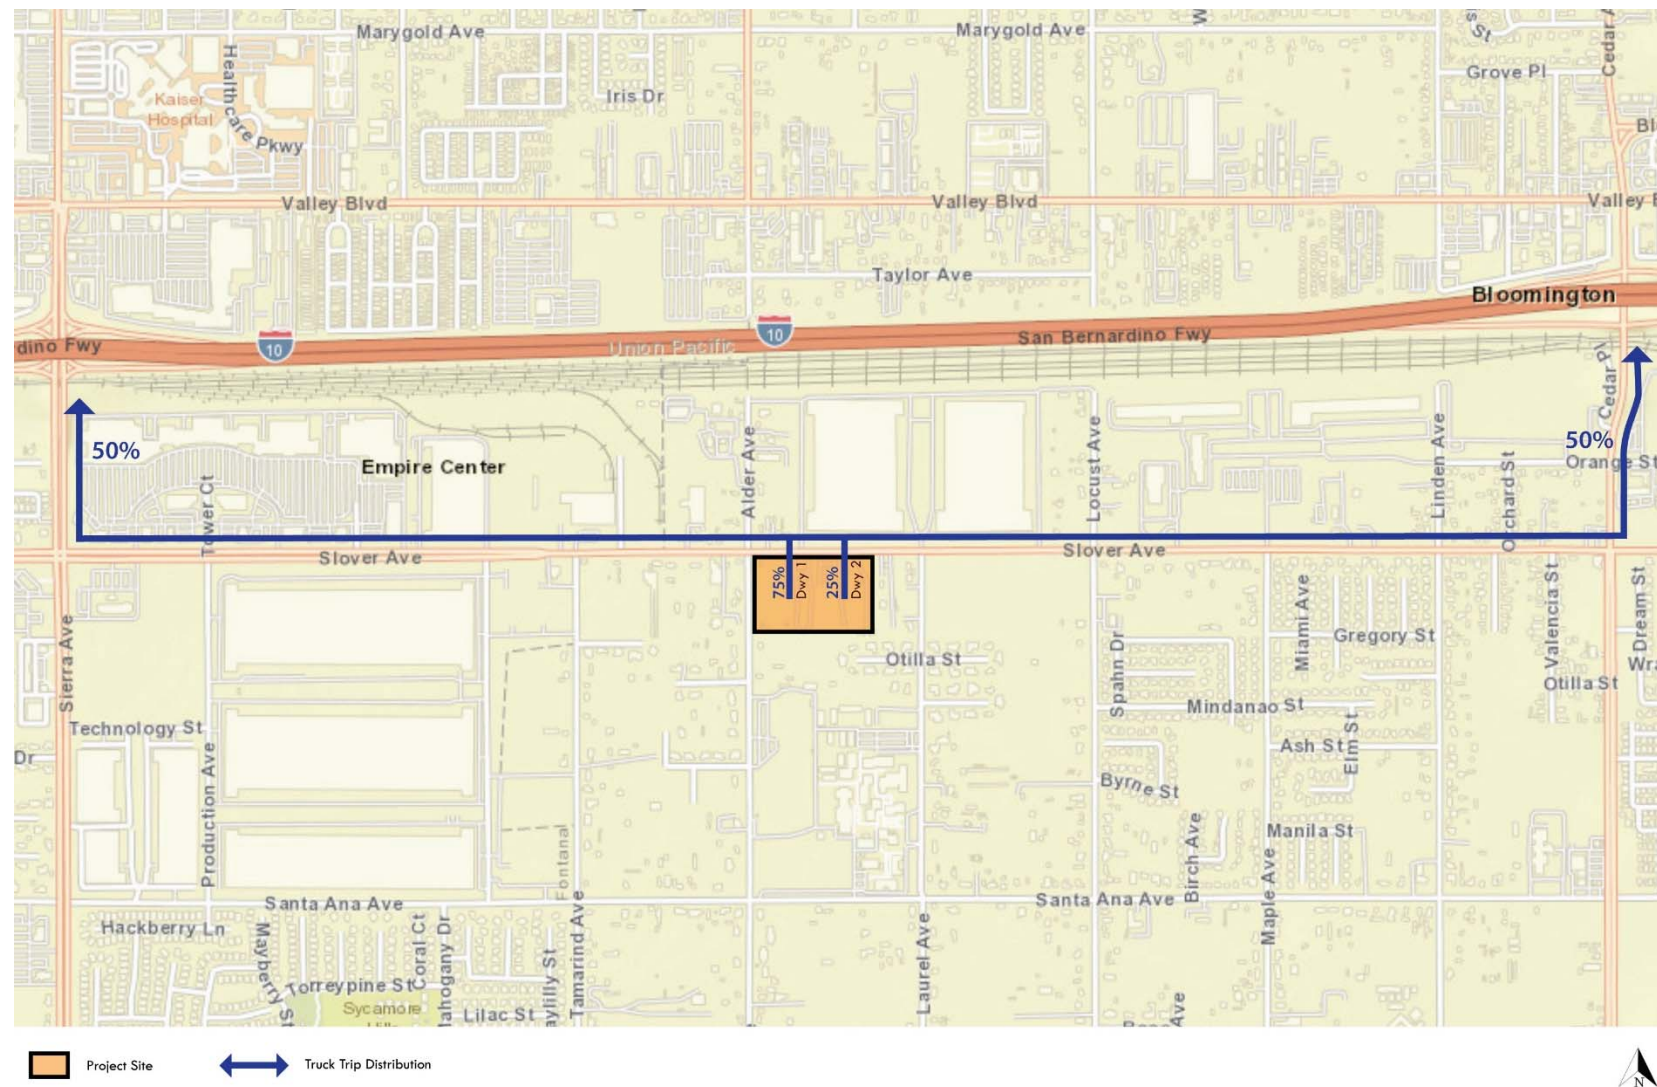 Marygold Ave
Marygold Ave
Cedar A
Grove Pl
Healthcare Pkwy
Kaiser
Hospital
Iris Dr
Valley Blvd
Valley Blvd
Taylor Ave
Bloomington
10
10
dino Fwy
Union Pacific
San Bernardino Fwy
Cedar Pl
50%
50%
Empire Center
Tower Ct
Alder Ave
Locust Ave
Linden Ave
Orchard St
Orange St
Slover Ave
Slover Ave
75%
Dwy 1
25%
Dwy 2
Sierra Ave
Otilla St
Spahn Dr
Miami Ave
Gregory St
Valencia St
Dream St
Otilla St
Mindanao St
Technology St
Dr
Production Ave
Ash St
Elm St
Byrne St
Birch Ave
Manila St
Maple Ave
Fontana
Santa Ana Ave
Santa Ana Ave
Hackberry Ln
Mayberry St
Coral Ct
Mahogany Dr
Tamarind Ave
Laurel Ave
Torreypine St
Sycamore
Lilac St
Ave
Project Site
Truck Trip Distribution
N